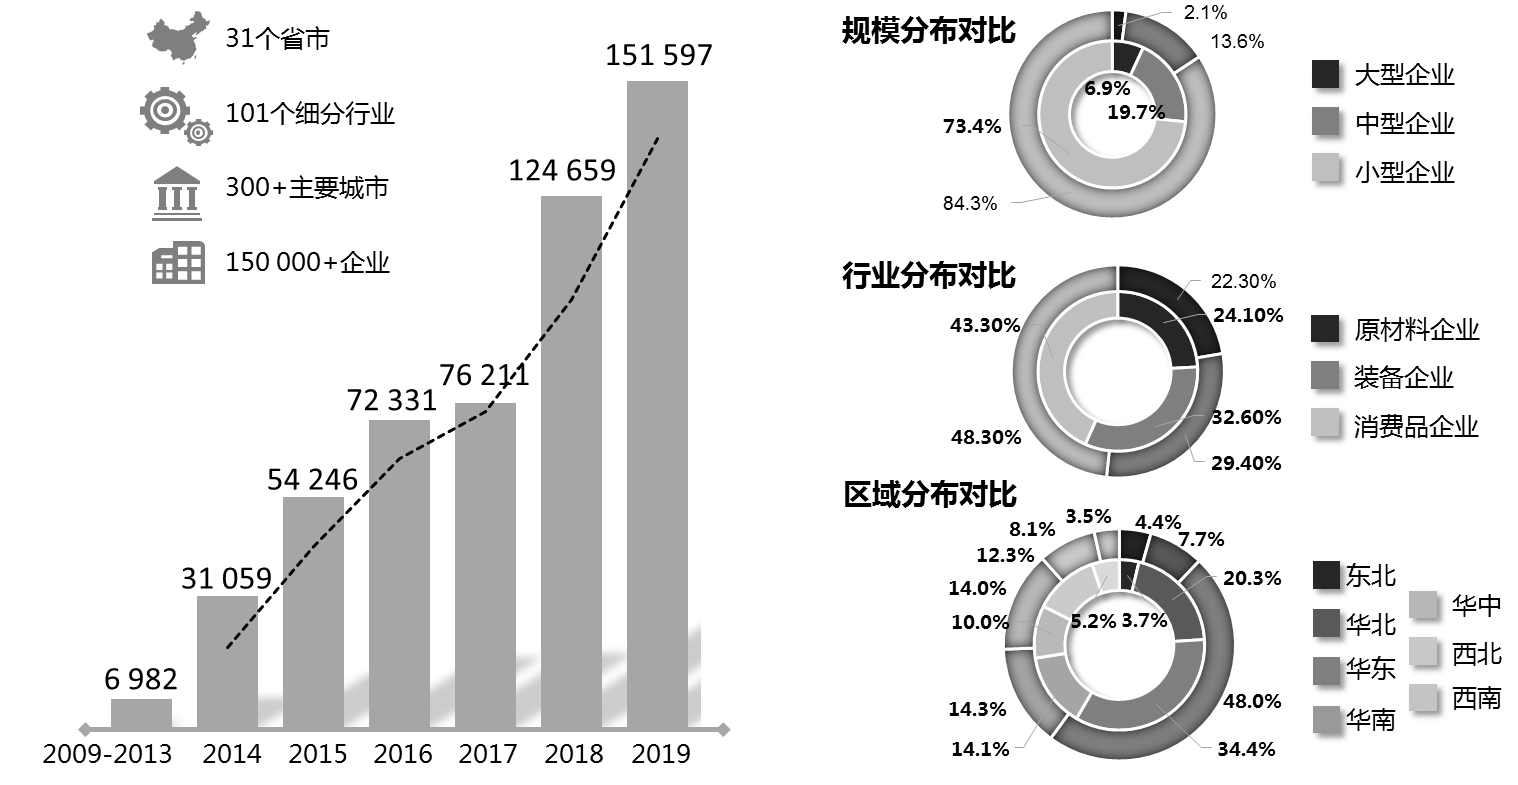 31个省市
101个细分行业
300+主要城市
150 000+企业
6 982
31 059
54 246
72 331
76 211
124 659
151 597
2009-2013 2014 2015 2016 2017 2018 2019
规模分布对比
2.1%
13.6%
6.9%
19.7%
73.4%
84.3%
大型企业
中型企业
小型企业
行业分布对比
22.30%
24.10%
43.30%
32.60%
48.30%
29.40%
原材料企业
装备企业
消费品企业
区域分布对比
3.5%
4.4%
8.1%
7.7%
12.3%
20.3%
14.0%
10.0%
5.2%
3.7%
48.0%
14.3%
14.1%
34.4%
东北
华北
华东
华南
华中
西北
西南